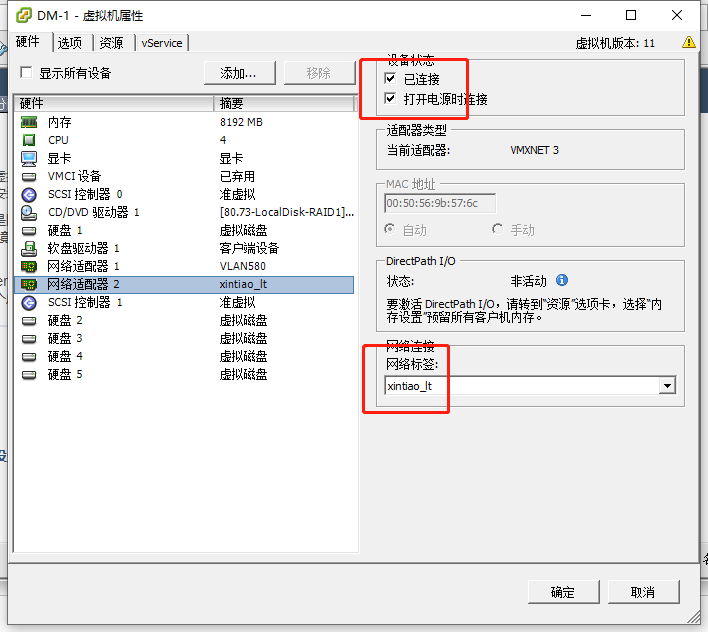 DM-1 - 虚拟机属性
硬件 选项 资源 vService 虚拟机版本: 11
显示所有设备 添加... 移除
硬件 摘要
内存 8192 MB
CPU 4
显卡 显卡
VMCI 设备 已弃用
SCSI 控制器 0 准虚拟
CD/DVD 驱动器 1 [80.73-LocalDisk-RAID1]...
硬盘 1 虚拟磁盘
软盘驱动器 1 客户端设备
网络适配器 1 VLAN580
网络适配器 2 xintiao_lt
SCSI 控制器 1 准虚拟
硬盘 2 虚拟磁盘
硬盘 3 虚拟磁盘
硬盘 4 虚拟磁盘
硬盘 5 虚拟磁盘
设备状态
已连接
打开电源时连接
适配器类型
当前适配器: VMXNET 3
MAC 地址
00:50:56:9b:57:6c
自动 手动
DirectPath I/O
状态: 非活动
要激活 DirectPath I/O，请转到“资源”选项卡，选择“内
存设置”预留所有客户机内存。
网络连接
网络标签:
xintiao_lt
确定 取消